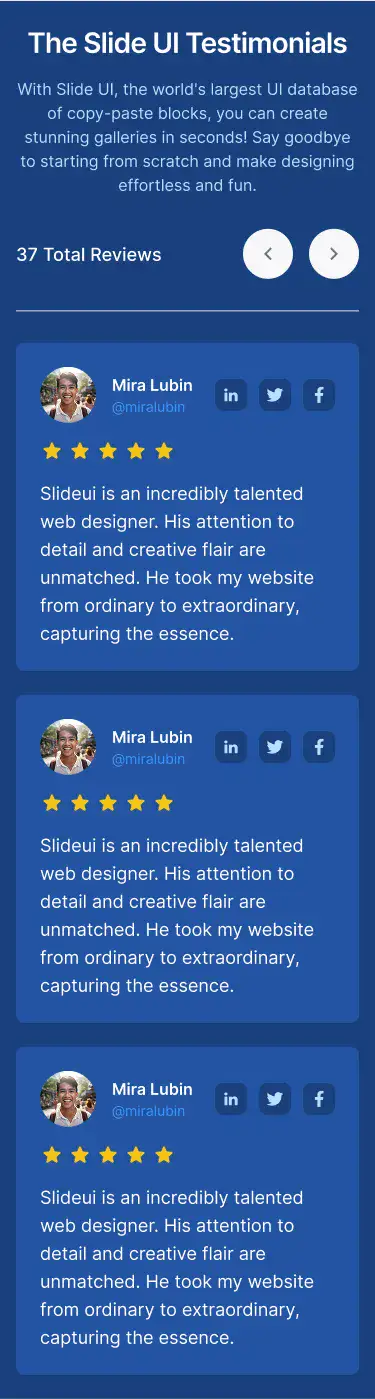 The Slide UI Testimonials
With Slide UI, the world's largest UI database
of copy-paste blocks, you can create
stunning galleries in seconds! Say goodbye
to starting from scratch and make designing
effortless and fun.
37 Total Reviews
Mira Lubin
@miralubin
in
Slideui is an incredibly talented
web designer. His attention to
detail and creative flair are
unmatched. He took my website
from ordinary to extraordinary,
capturing the essence.
Mira Lubin
@miralubin
in
Slideui is an incredibly talented
web designer. His attention to
detail and creative flair are
unmatched. He took my website
from ordinary to extraordinary,
capturing the essence.
Mira Lubin
@miralubin
in
Slideui is an incredibly talented
web designer. His attention to
detail and creative flair are
unmatched. He took my website
from ordinary to extraordinary,
capturing the essence.